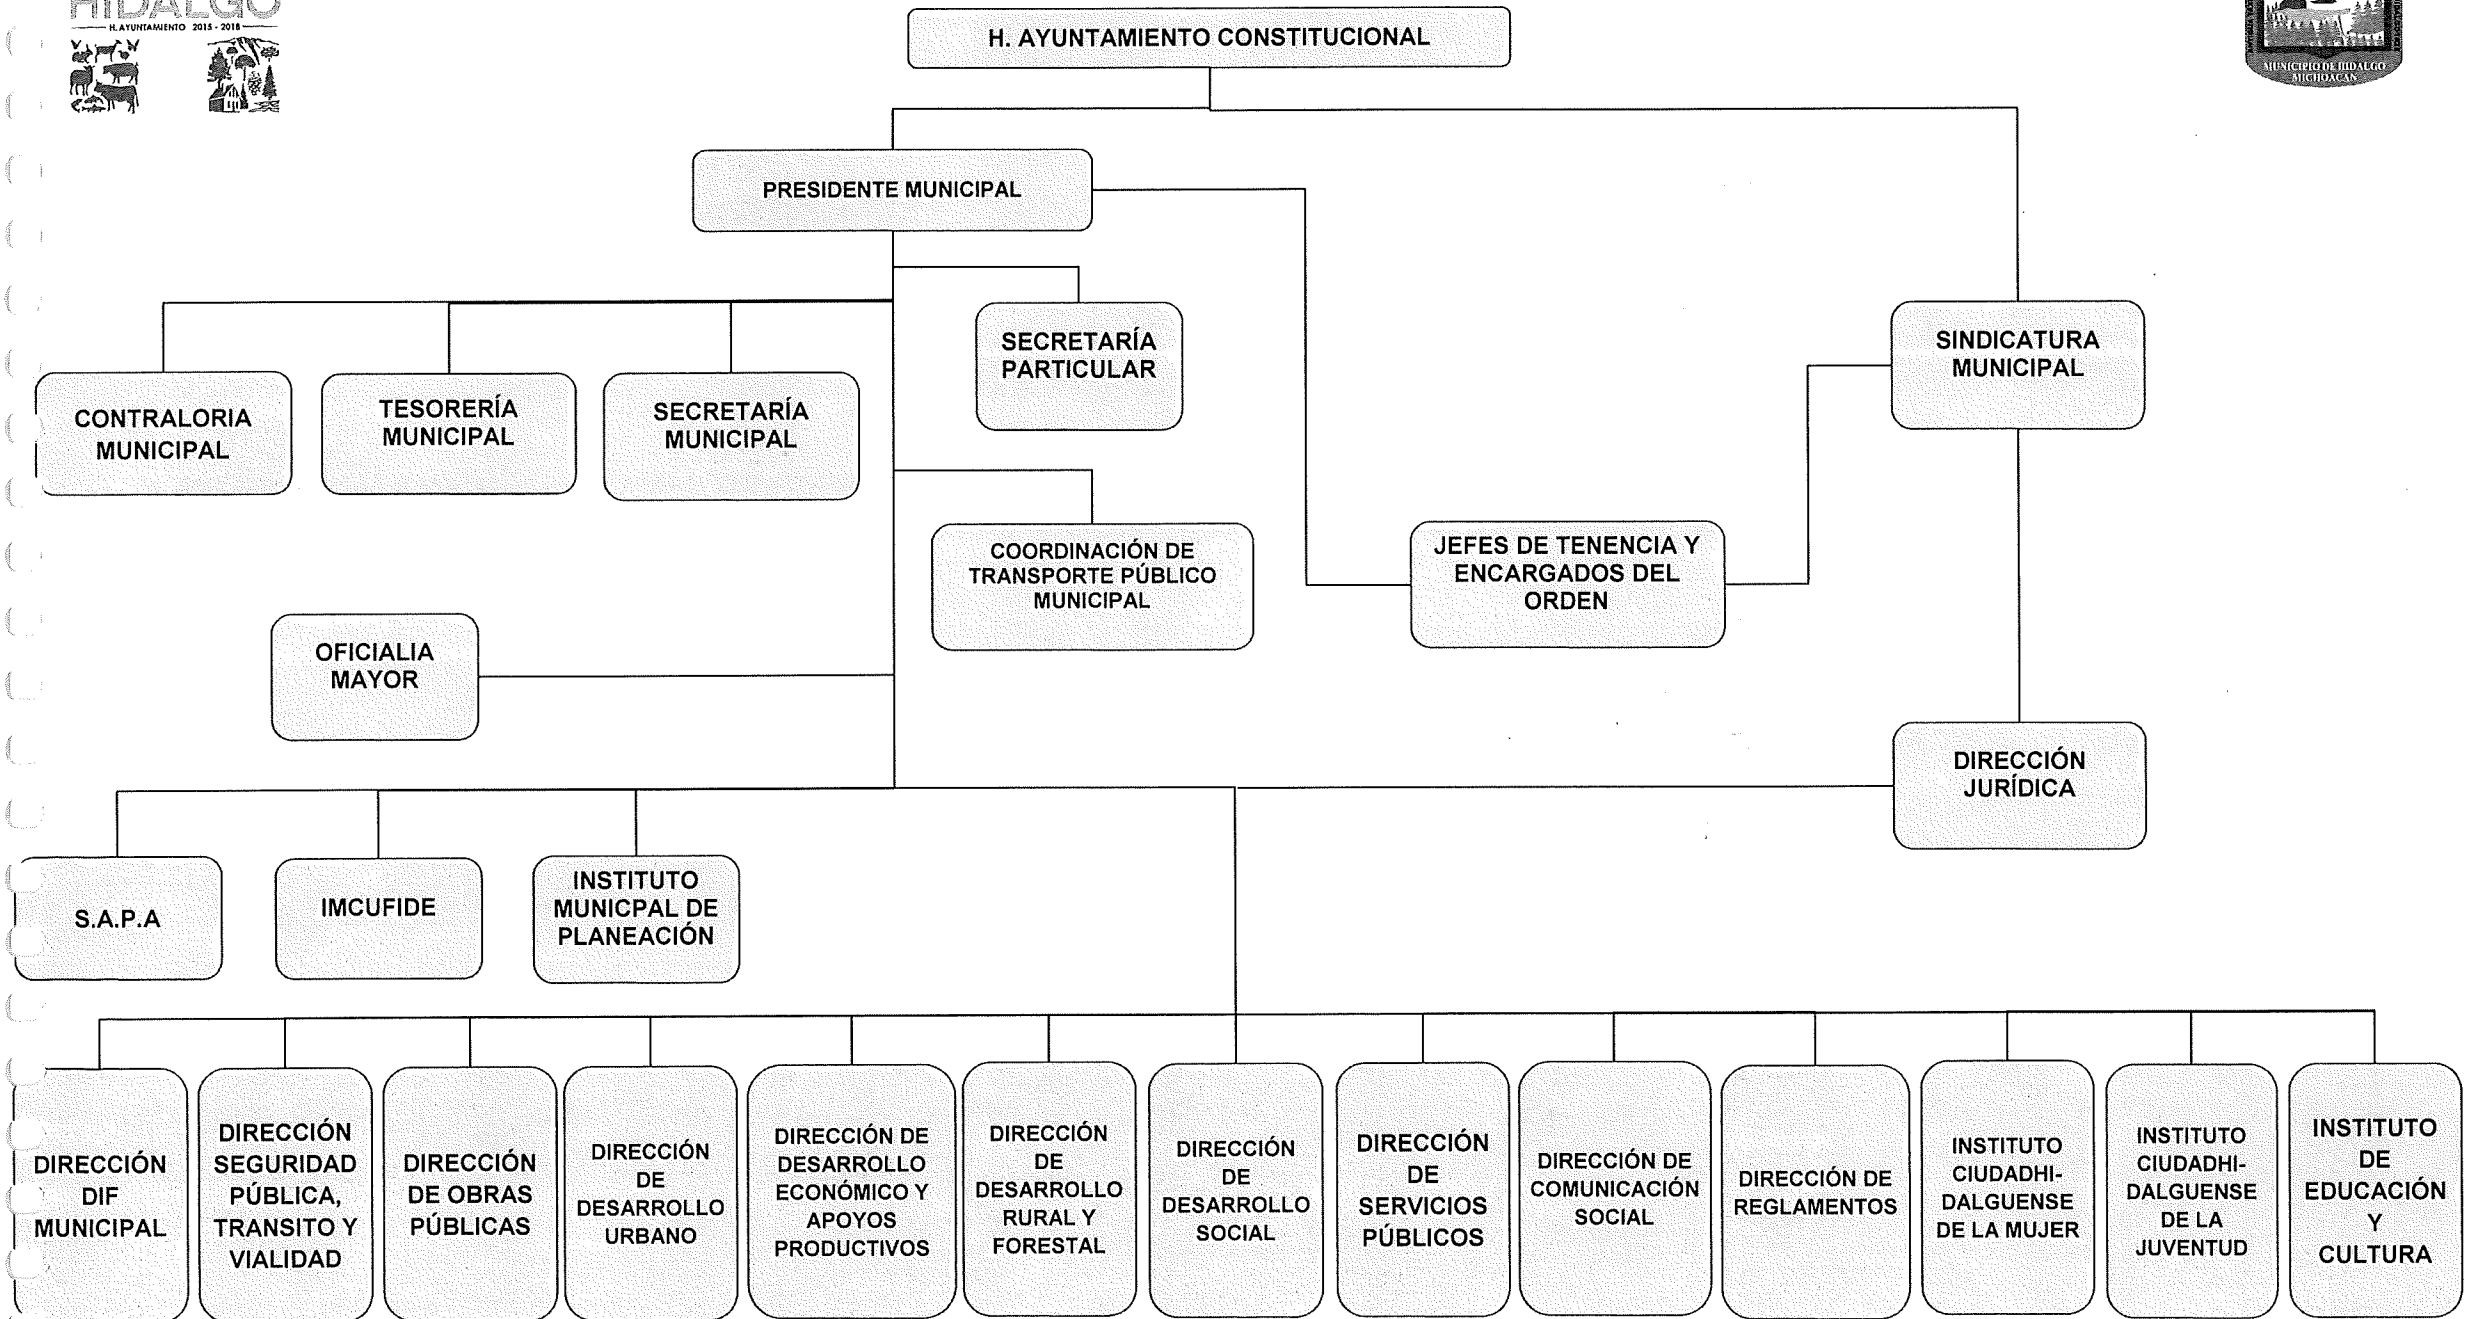 HIDALGO
H. AYUNTAMIENTO 2015 - 2018
MUNICIPIO DE HIDALGO
MICHOACÁN
H. AYUNTAMIENTO CONSTITUCIONAL
PRESIDENTE MUNICIPAL
SECRETARÍA
PARTICULAR
SINDICATURA
MUNICIPAL
CONTRALORIA
MUNICIPAL
TESORERÍA
MUNICIPAL
SECRETARÍA
MUNICIPAL
COORDINACIÓN DE
TRANSPORTE PÚBLICO
MUNICIPAL
JEFES DE TENENCIA Y
ENCARGADOS DEL
ORDEN
OFICIALIA
MAYOR
DIRECCIÓN
JURÍDICA
S.A.P.A
IMCUFIDE
INSTITUTO
MUNICPAL DE
PLANEACIÓN
DIRECCIÓN
DIF
MUNICIPAL
DIRECCIÓN
SEGURIDAD
PÚBLICA,
TRANSITO Y
VIALIDAD
DIRECCIÓN
DE OBRAS
PÚBLICAS
DIRECCIÓN
DE
DESARROLLO
URBANO
DIRECCIÓN DE
DESARROLLO
ECONÓMICO Y
APOYOS
PRODUCTIVOS
DIRECCIÓN
DE
DESARROLLO
RURAL Y
FORESTAL
DIRECCIÓN
DE
DESARROLLO
SOCIAL
DIRECCIÓN
DE
SERVICIOS
PÚBLICOS
DIRECCIÓN DE
COMUNICACIÓN
SOCIAL
DIRECCIÓN DE
REGLAMENTOS
INSTITUTO
CIUDADHI-
DALGUENSE
DE LA MUJER
INSTITUTO
CIUDADHI-
DALGUENSE
DE LA
JUVENTUD
INSTITUTO
DE
EDUCACIÓN
Y
CULTURA